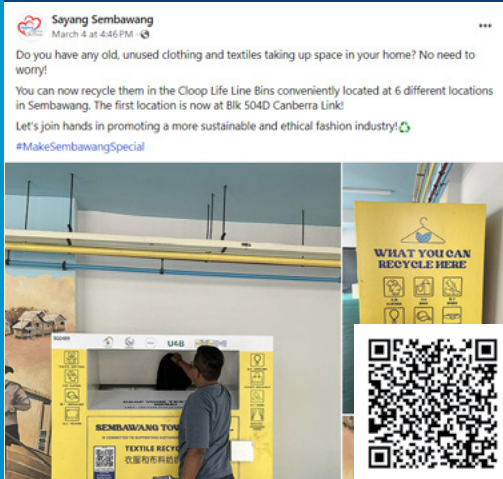 Sayang Sembawang
March 4 at 4:46 PM
Do you have any old, unused clothing and textiles taking up space in your home? No need to
worry!
You can now recycle them in the Cloop Life Line Bins conveniently located at 6 different locations
in Sembawang. The first location is now at Blk 504D Canberra Link!
Let's join hands in promoting a more sustainable and ethical fashion industry!
#MakeSembawangSpecial
WHAT YOU CAN
RECYCLE HERE
U4B
SEMBAWANG TOW
TEXTILE RECYC
衣服和布料